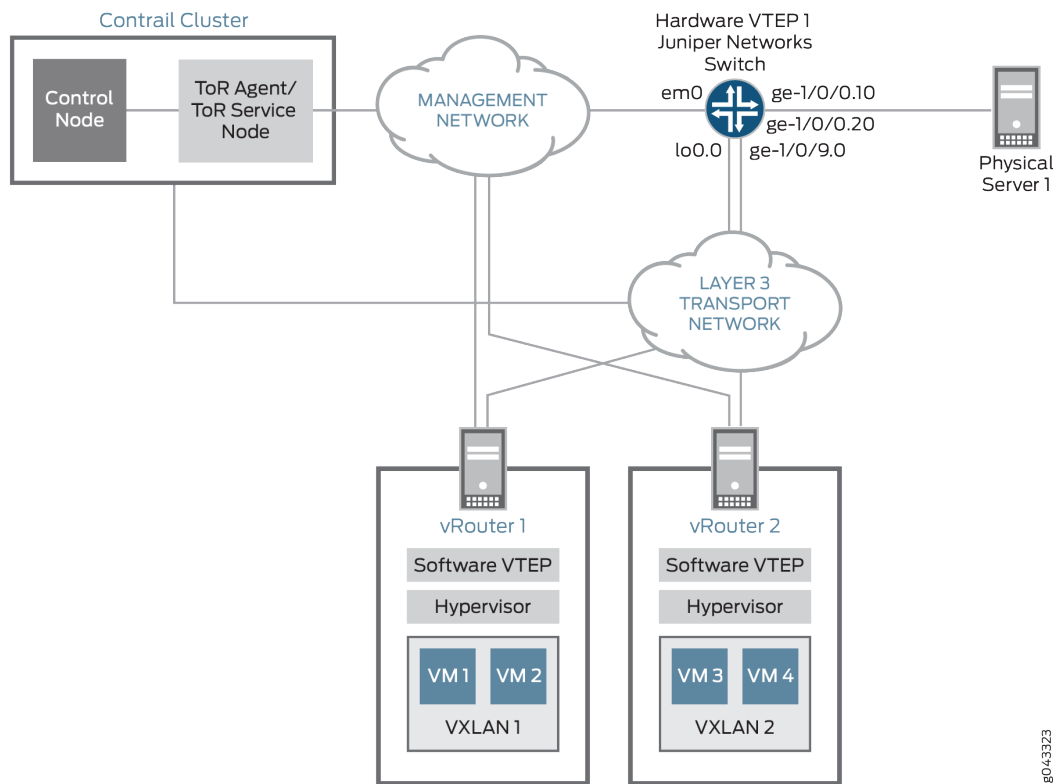 Contrail Cluster
Control
Node
ToR Agent/
ToR Service
Node
MANAGEMENT
NETWORK
Hardware VTEP 1
Juniper Networks
Switch
em0
ge-1/0/0.10
ge-1/0/0.20
lo0.0
ge-1/0/9.0
Physical
Server 1
LAYER 3
TRANSPORT
NETWORK
vRouter 1
Software VTEP
Hypervisor
VM 1
VM 2
VXLAN 1
vRouter 2
Software VTEP
Hypervisor
VM 3
VM 4
VXLAN 2
g043323